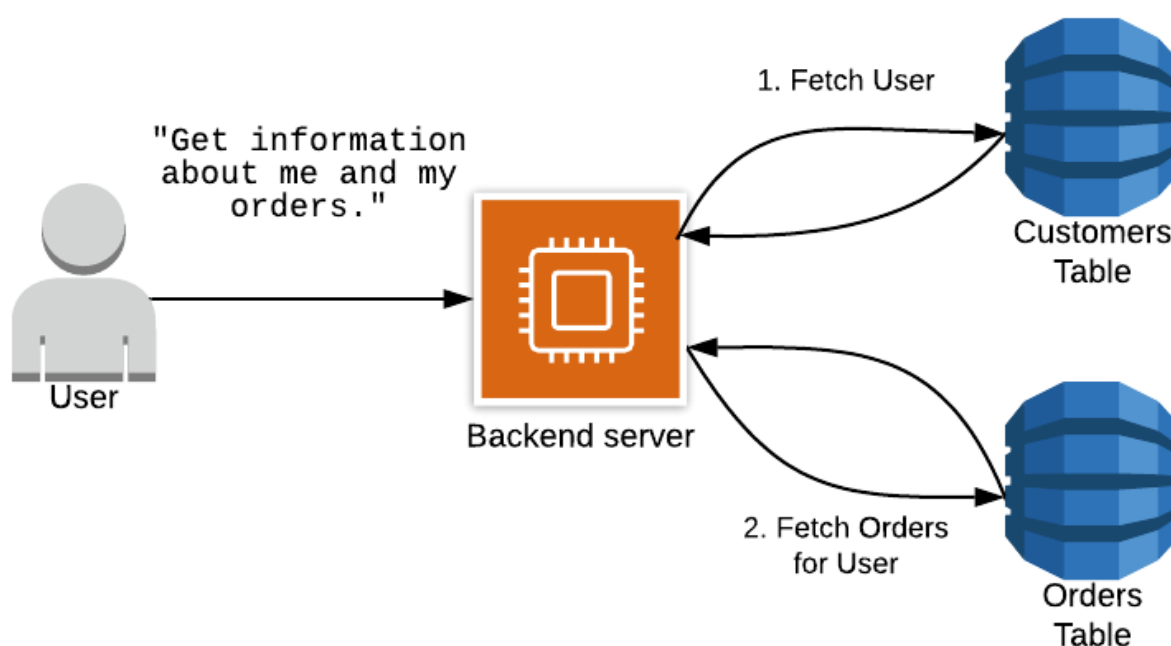 "Get information
about me and my
orders."
User
Backend server
1. Fetch User
Customers
Table
2. Fetch Orders
for User
Orders
Table